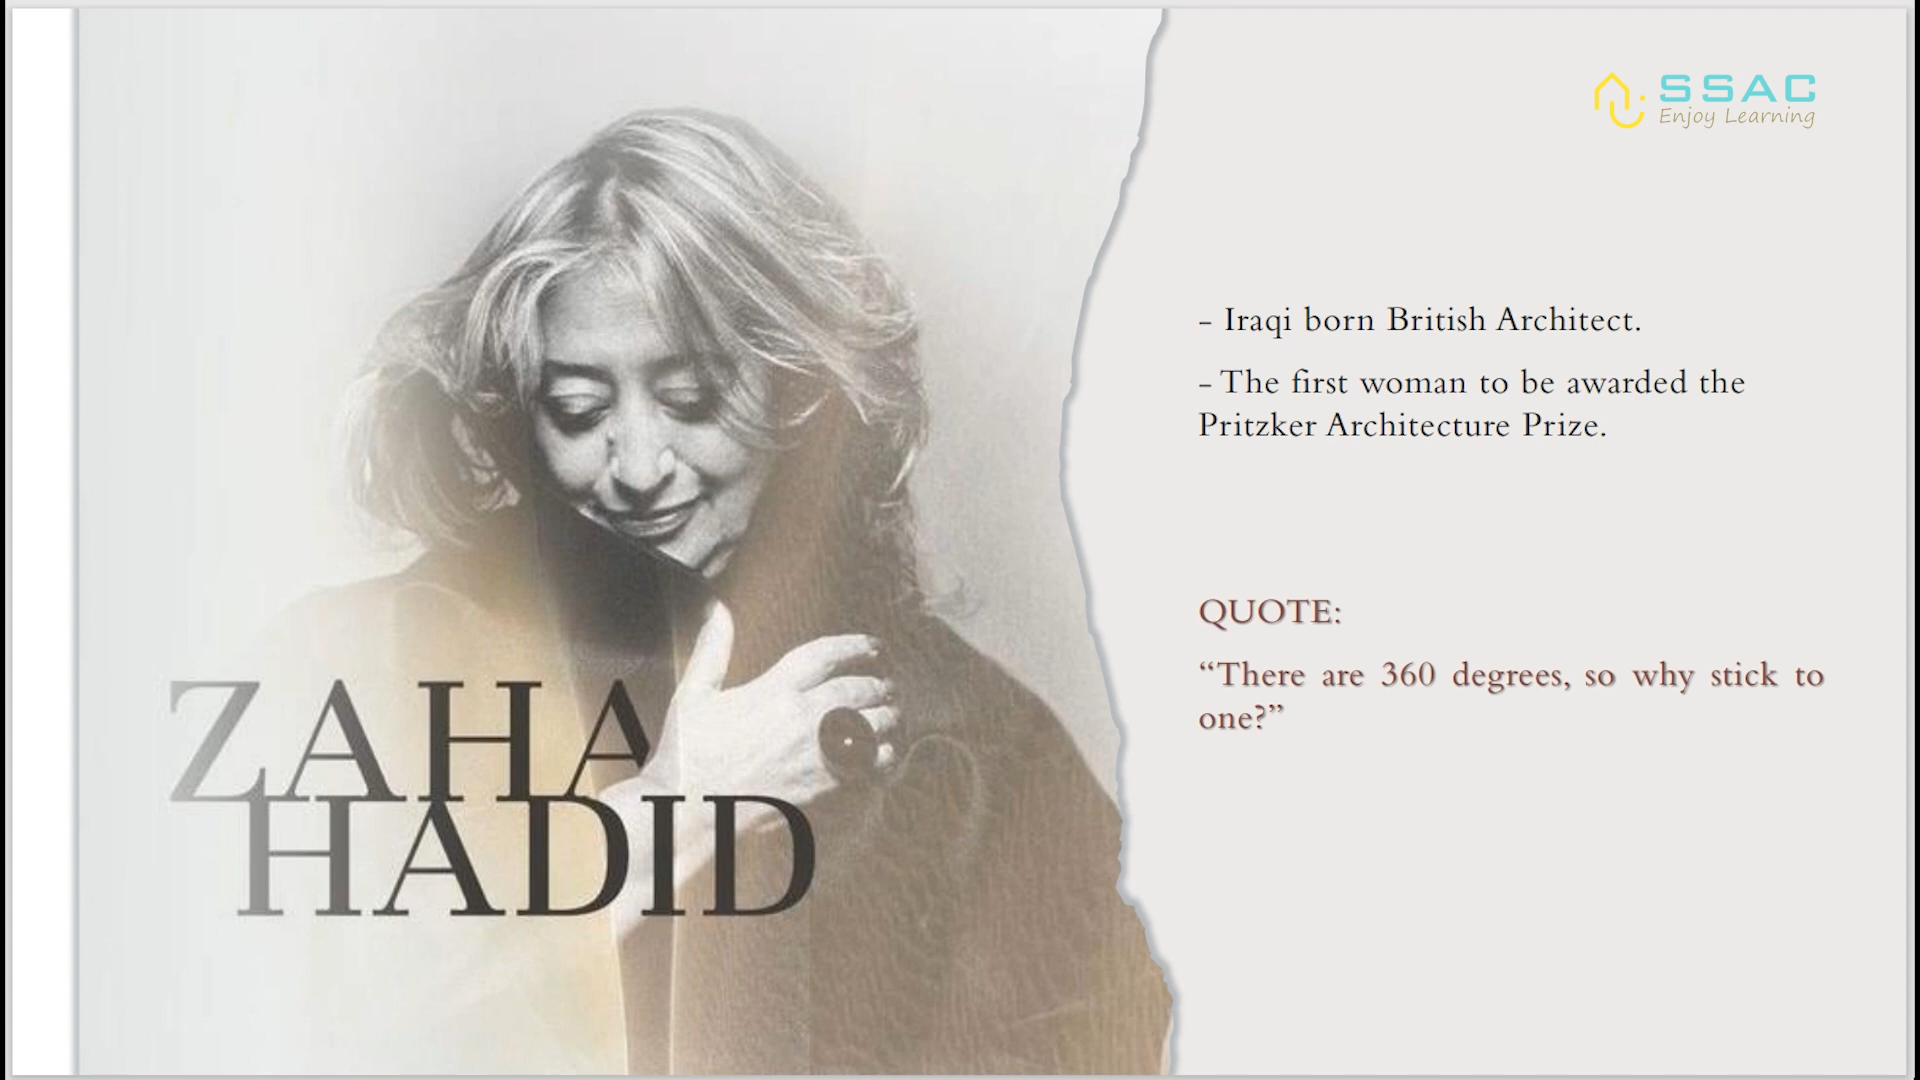 SSAC
Enjoy Learning
- Iraqi born British Architect.
- The first woman to be awarded the
Pritzker Architecture Prize.
QUOTE:
“There are 360 degrees, so why stick to
one?”
ZAHA
HADID